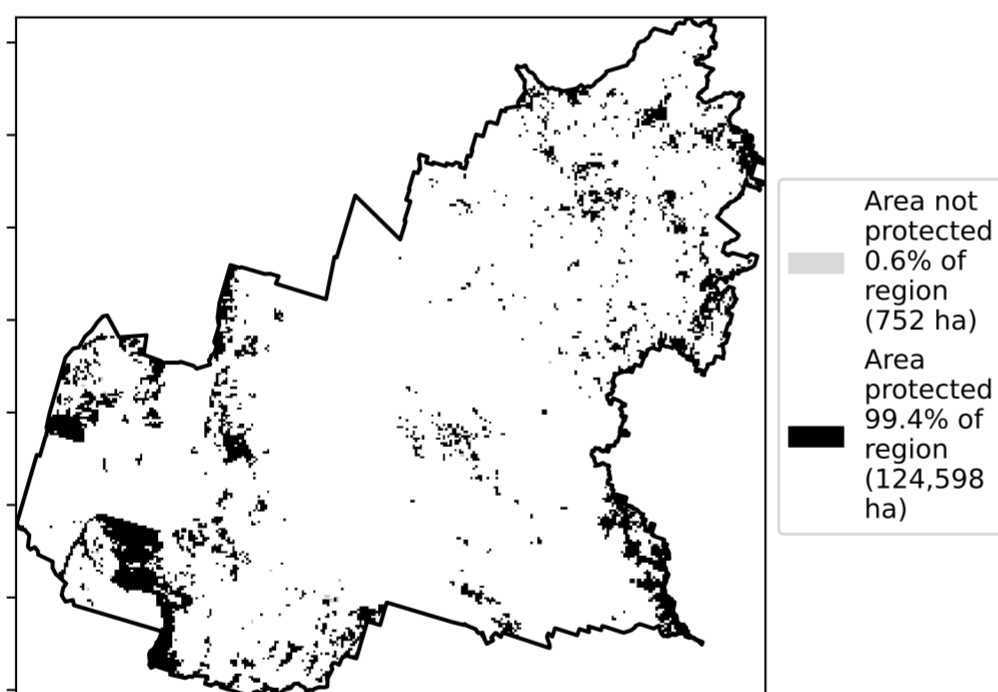 Area not
protected
0.6% of
region
(752 ha)
Area
protected
99.4% of
region
(124,598
ha)